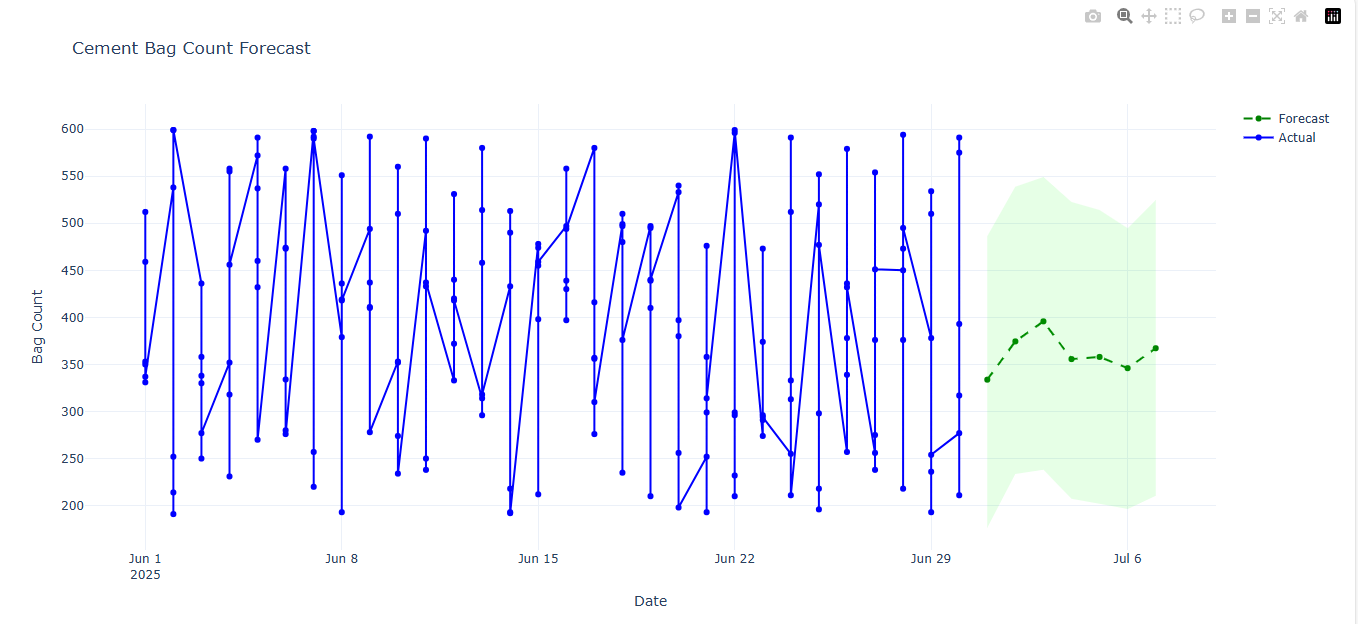 Cement Bag Count Forecast
Forecast
Actual
600
550
500
450
400
350
300
250
200
Bag Count
Jun 1
2025
Jun 8
Jun 15
Jun 22
Jun 29
Jul 6
Date